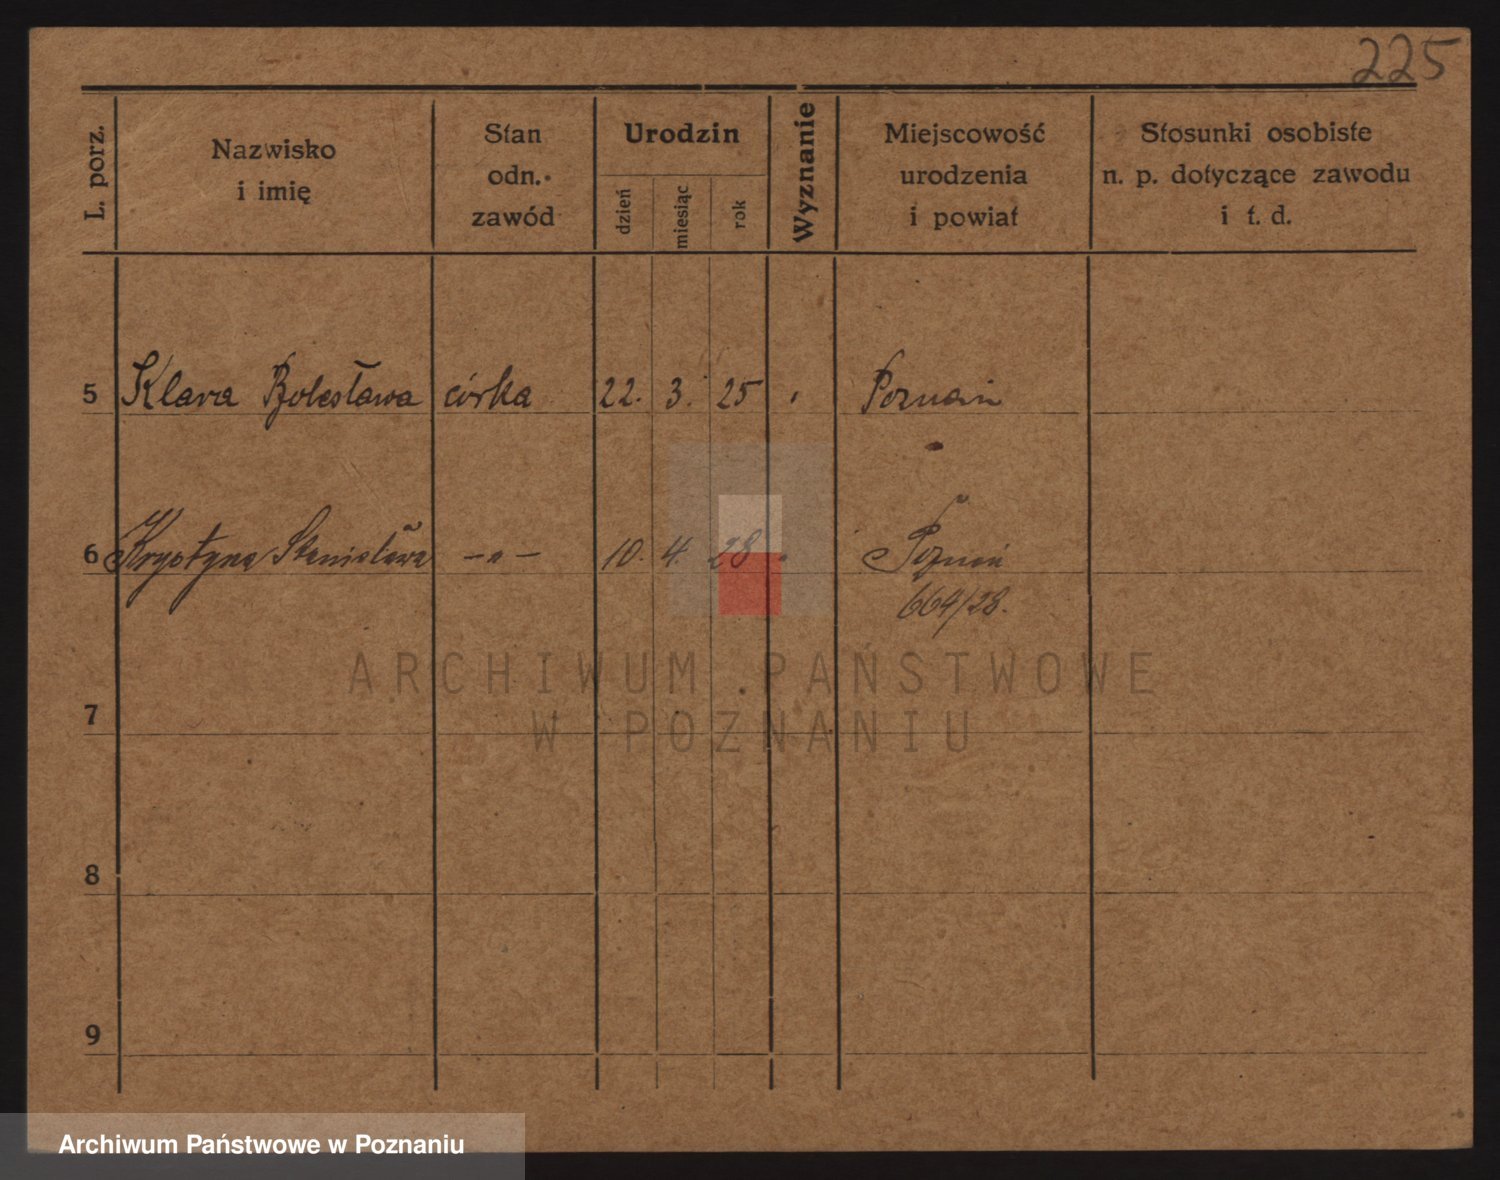 225
L. porz.
Nazwisko
i imię
Stan
odn.
zawód
Urodzin
dzień
miesiąc
rok
Wyznanie
Miejscowość
urodzenia
i powiat
Stosunki osobiste
n. p. dotyczące zawodu
i t. d.
5 Klara Bolesława córka 22. 3. 25 Poznań
6 Krystyna Stanisława —„— 10. 4. 28 „ Poznań
664/28.
ARCHIWUM PAŃSTWOWE
W POZNANIU
7
8
9
Archiwum Państwowe w Poznaniu